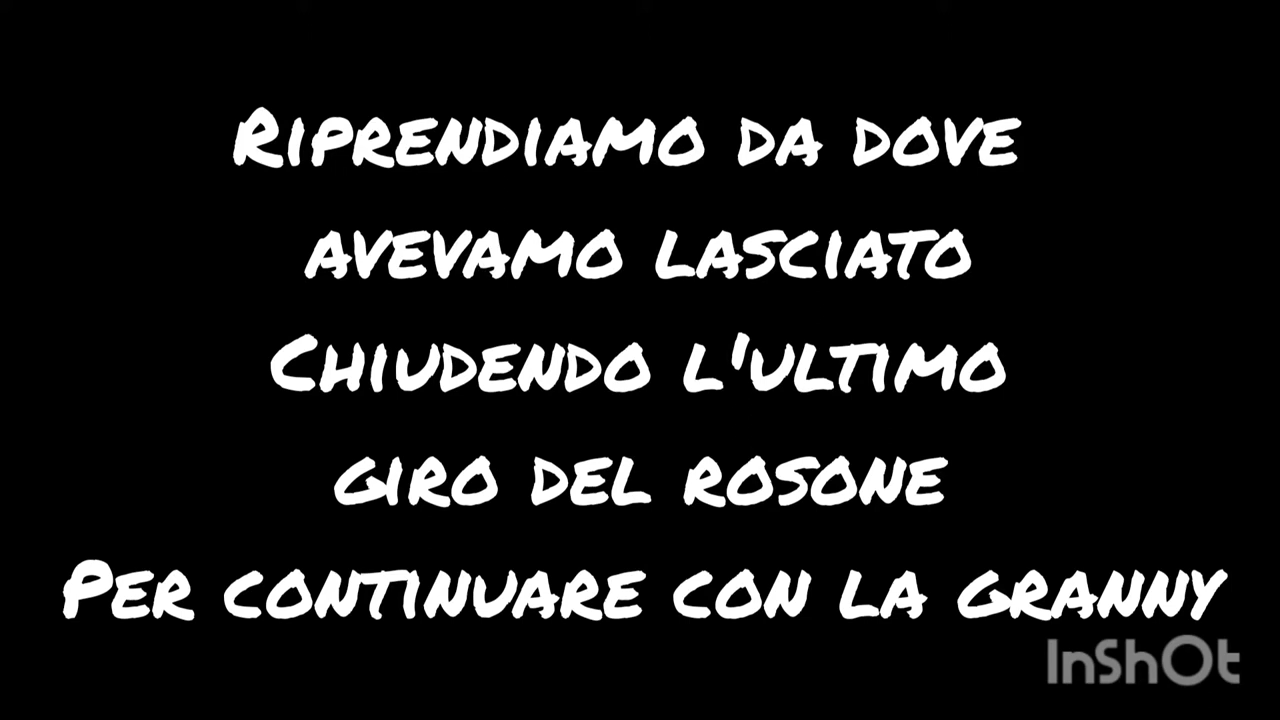 Riprendiamo da dove
avevamo lasciato
Chiudendo l'ultimo
giro del rosone
Per continuare con la granny
InShOt